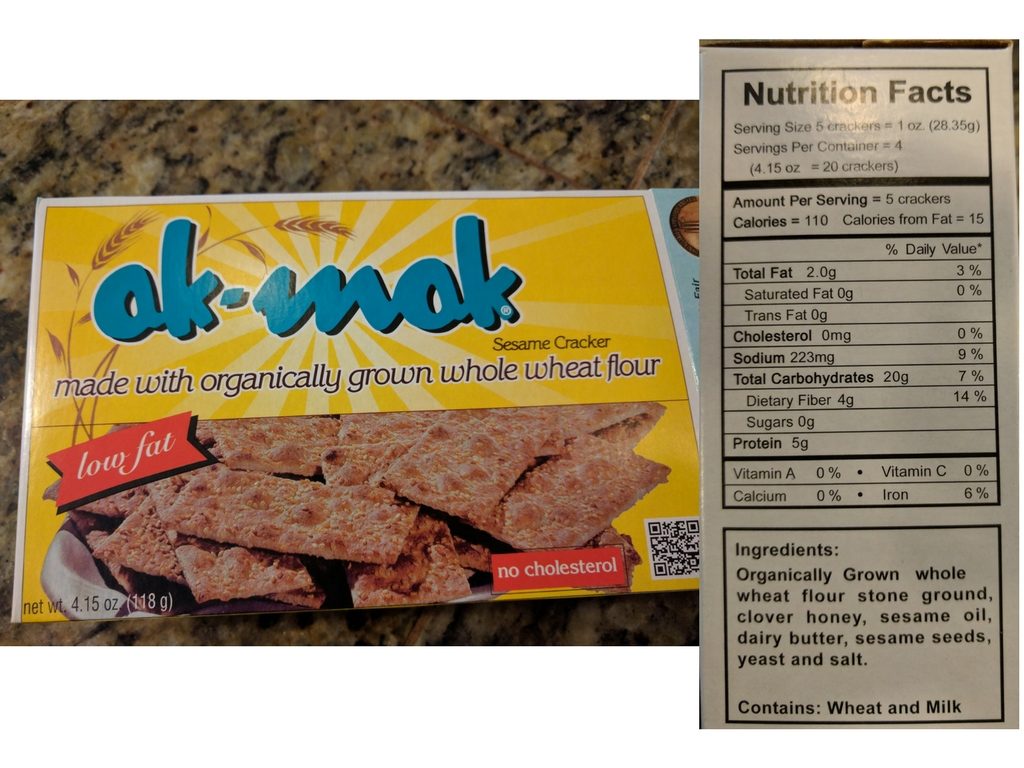 ak-mak®
Sesame Cracker
made with organically grown whole wheat flour
low fat
no cholesterol
net wt. 4.15 oz. (118 g)
Fair
Nutrition Facts
Serving Size 5 crackers = 1 oz. (28.35g)
Servings Per Container = 4
(4.15 oz = 20 crackers)
Amount Per Serving = 5 crackers
Calories = 110 Calories from Fat = 15
% Daily Value*
Total Fat 2.0g 3 %
Saturated Fat 0g 0 %
Trans Fat 0g
Cholesterol 0mg 0 %
Sodium 223mg 9 %
Total Carbohydrates 20g 7 %
Dietary Fiber 4g 14 %
Sugars 0g
Protein 5g
Vitamin A 0 % • Vitamin C 0 %
Calcium 0 % • Iron 6 %
Ingredients:
Organically Grown whole
wheat flour stone ground,
clover honey, sesame oil,
dairy butter, sesame seeds,
yeast and salt.
Contains: Wheat and Milk